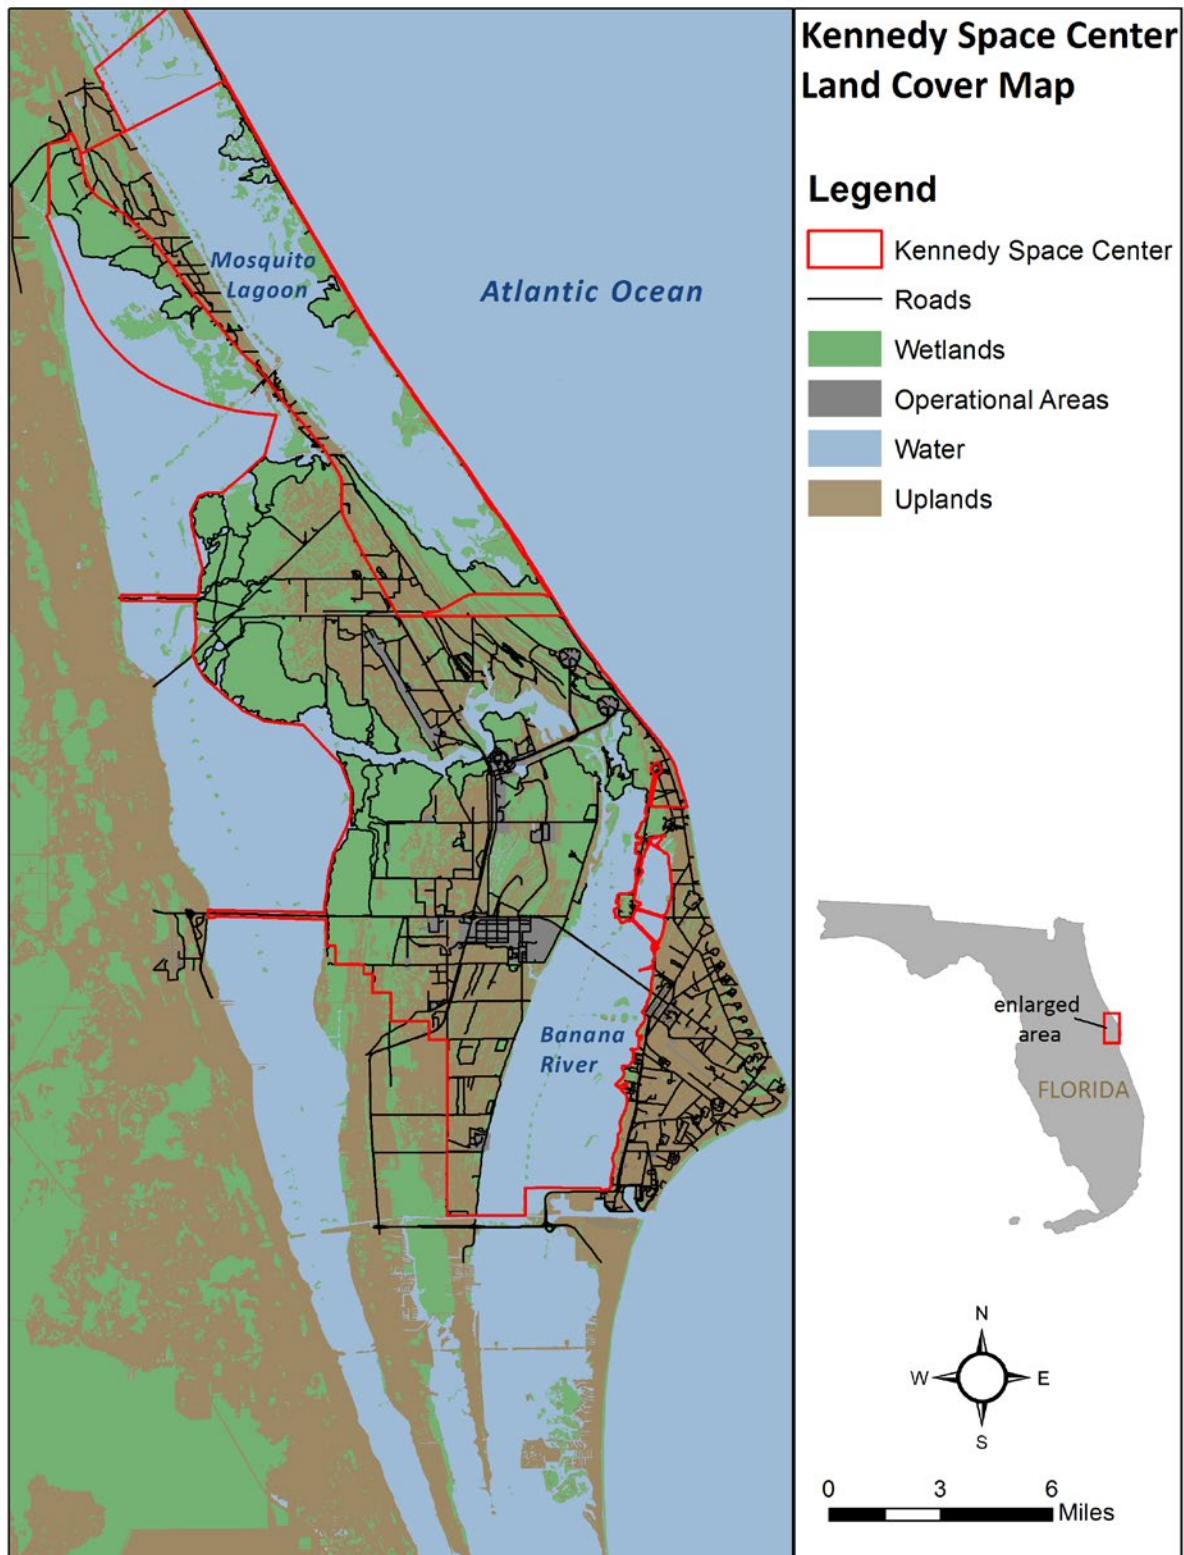 Kennedy Space Center
Land Cover Map
Legend
Kennedy Space Center
Roads
Wetlands
Operational Areas
Water
Uplands
Mosquito
Lagoon
Atlantic Ocean
Banana
River
enlarged
area
FLORIDA
N
W
E
S
0
3
6
Miles